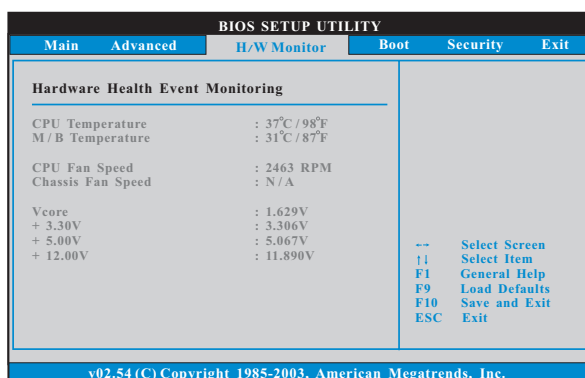 BIOS SETUP UTILITY
Main Advanced H/W Monitor Boot Security Exit
Hardware Health Event Monitoring
CPU Temperature : 37°C / 98°F
M / B Temperature : 31°C / 87°F
CPU Fan Speed : 2463 RPM
Chassis Fan Speed : N / A
Vcore : 1.629V
+ 3.30V : 3.306V
+ 5.00V : 5.067V
+ 12.00V : 11.890V
←→ Select Screen
↑↓ Select Item
F1 General Help
F9 Load Defaults
F10 Save and Exit
ESC Exit
v02.54 (C) Copyright 1985-2003, American Megatrends, Inc.